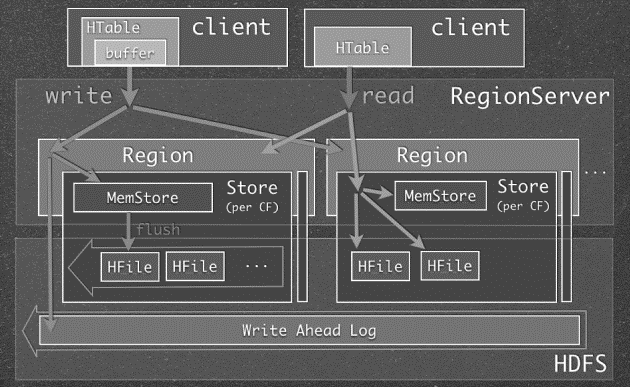 HTable
client
buffer
HTable
client
write
read
RegionServer
Region
Region
...
MemStore
Store
(per CF)
MemStore
Store
(per CF)
flush
HFile
HFile
...
HFile
HFile
Write Ahead Log
HDFS